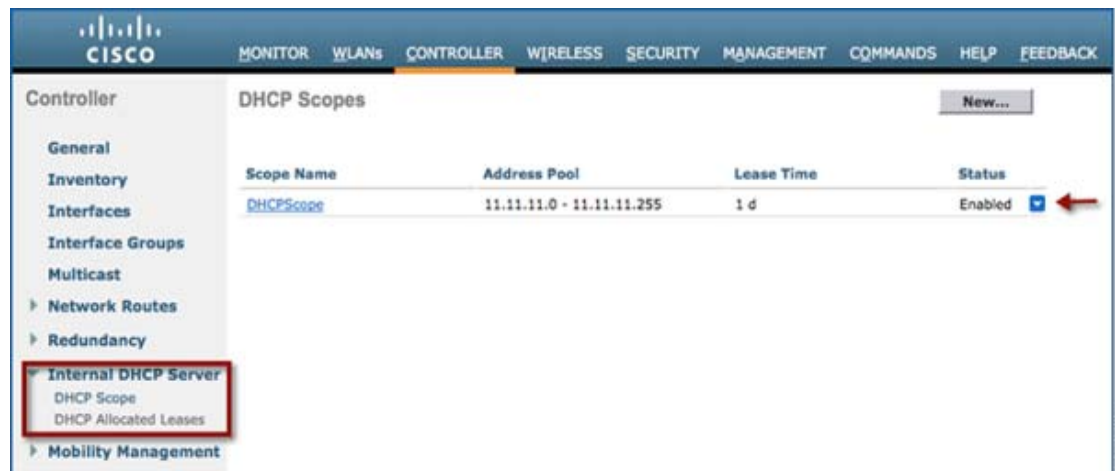 CISCO
MONITOR WLANs CONTROLLER WIRELESS SECURITY MANAGEMENT COMMANDS HELP FEEDBACK
Controller
General
Inventory
Interfaces
Interface Groups
Multicast
Network Routes
Redundancy
Internal DHCP Server
DHCP Scope
DHCP Allocated Leases
Mobility Management
DHCP Scopes
New...
Scope Name Address Pool Lease Time Status
DHCPScope 11.11.11.0 - 11.11.11.255 1 d Enabled